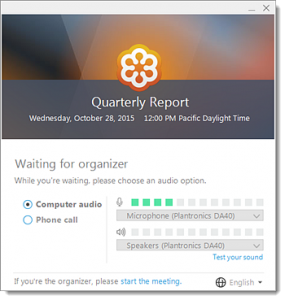 Quarterly Report
Wednesday, October 28, 2015 12:00 PM Pacific Daylight Time
Waiting for organizer
While you're waiting, please choose an audio option.
Computer audio
Phone call
Microphone (Plantronics DA40)
Speakers (Plantronics DA40)
Test your sound
If you're the organizer, please start the meeting.
English